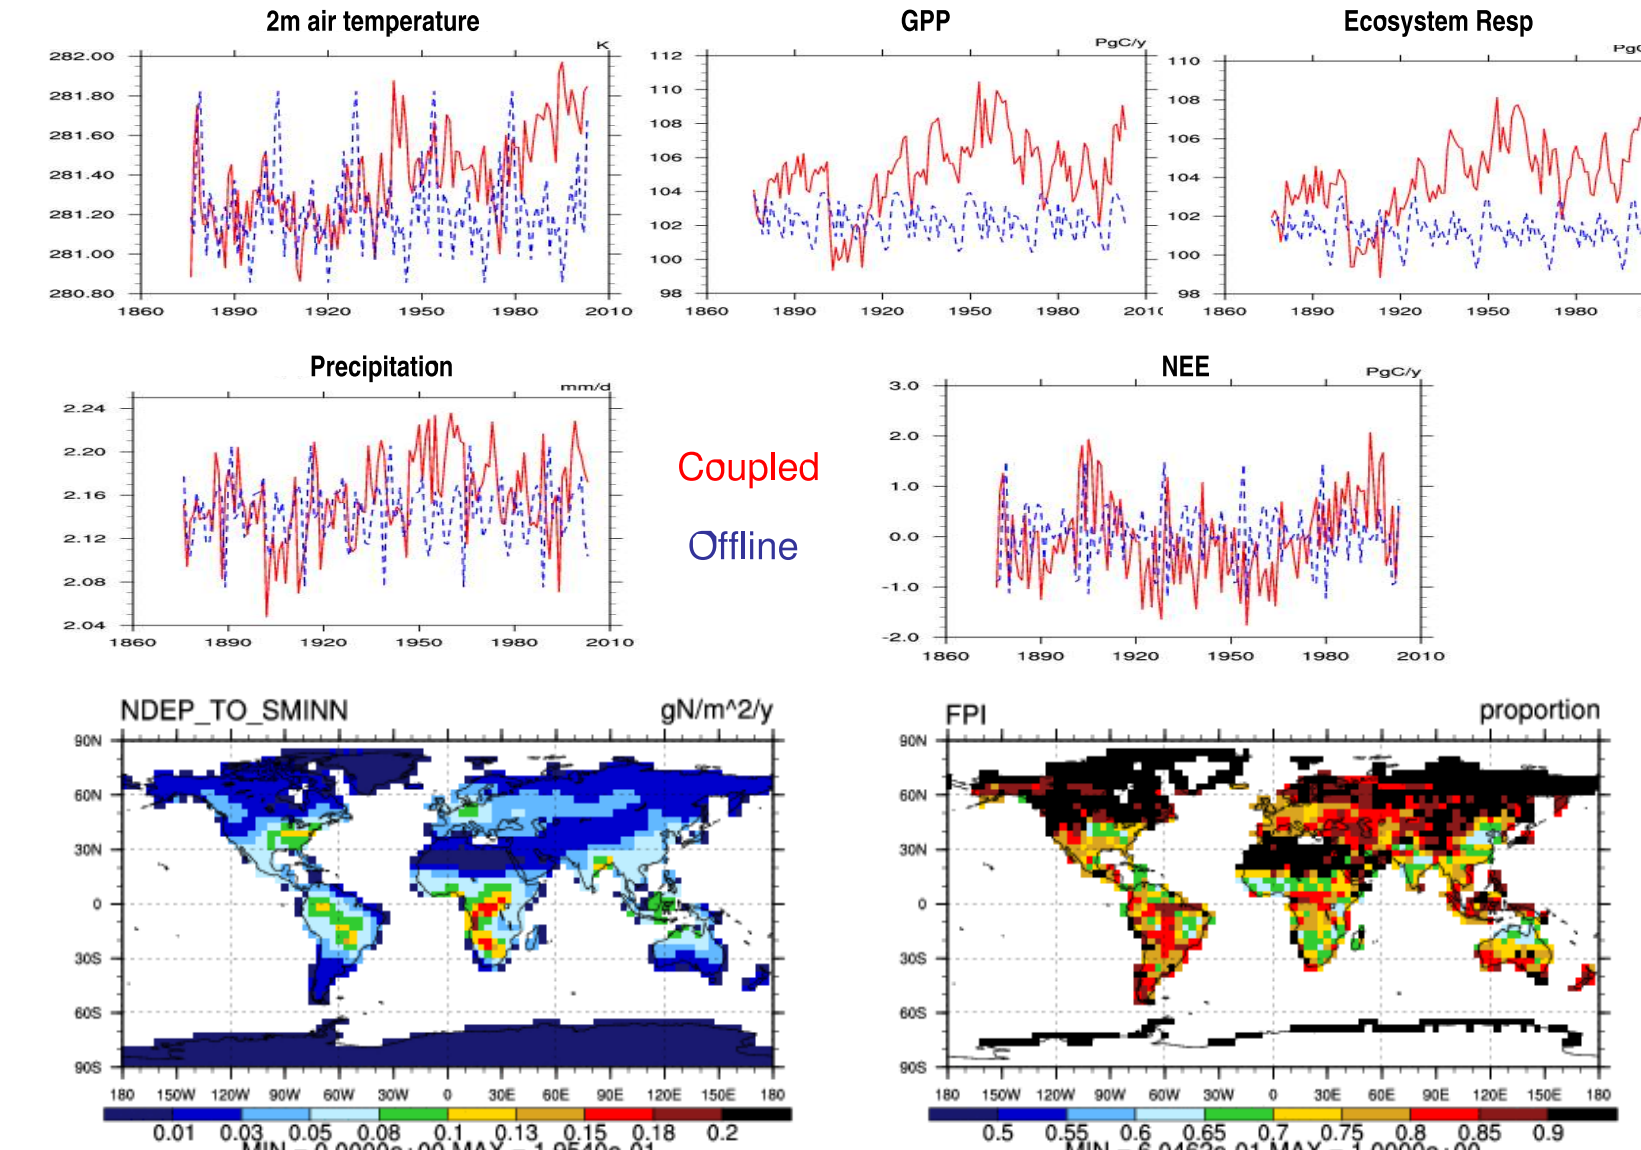 2m air temperature
GPP
Ecosystem Resp
K
PgC/y
282.00
281.80
281.60
281.40
281.20
281.00
280.80
1860 1890 1920 1950 1980 2010
112
110
108
106
104
102
100
98
1860 1890 1920 1950 1980
110
108
106
104
102
100
98
1860 1890 1920 1950 1980
Precipitation
NEE
mm/d
PgC/y
2.24
2.20
2.16
2.12
2.08
2.04
1860 1890 1920 1950 1980 2010
Coupled
Offline
3.0
2.0
1.0
0.0
-1.0
-2.0
1860 1890 1920 1950 1980 2010
NDEP_TO_SMINN gN/m^2/y
90N
60N
30N
0
30S
60S
90S
180 150W 120W 90W 60W 30W 0 30E 60E 90E 120E 150E 180
0.01 0.03 0.05 0.08 0.1 0.13 0.15 0.18 0.2
FPI proportion
90N
60N
30N
0
30S
60S
90S
180 150W 120W 90W 60W 30W 0 30E 60E 90E 120E 150E 180
0.5 0.55 0.6 0.65 0.7 0.75 0.8 0.85 0.9